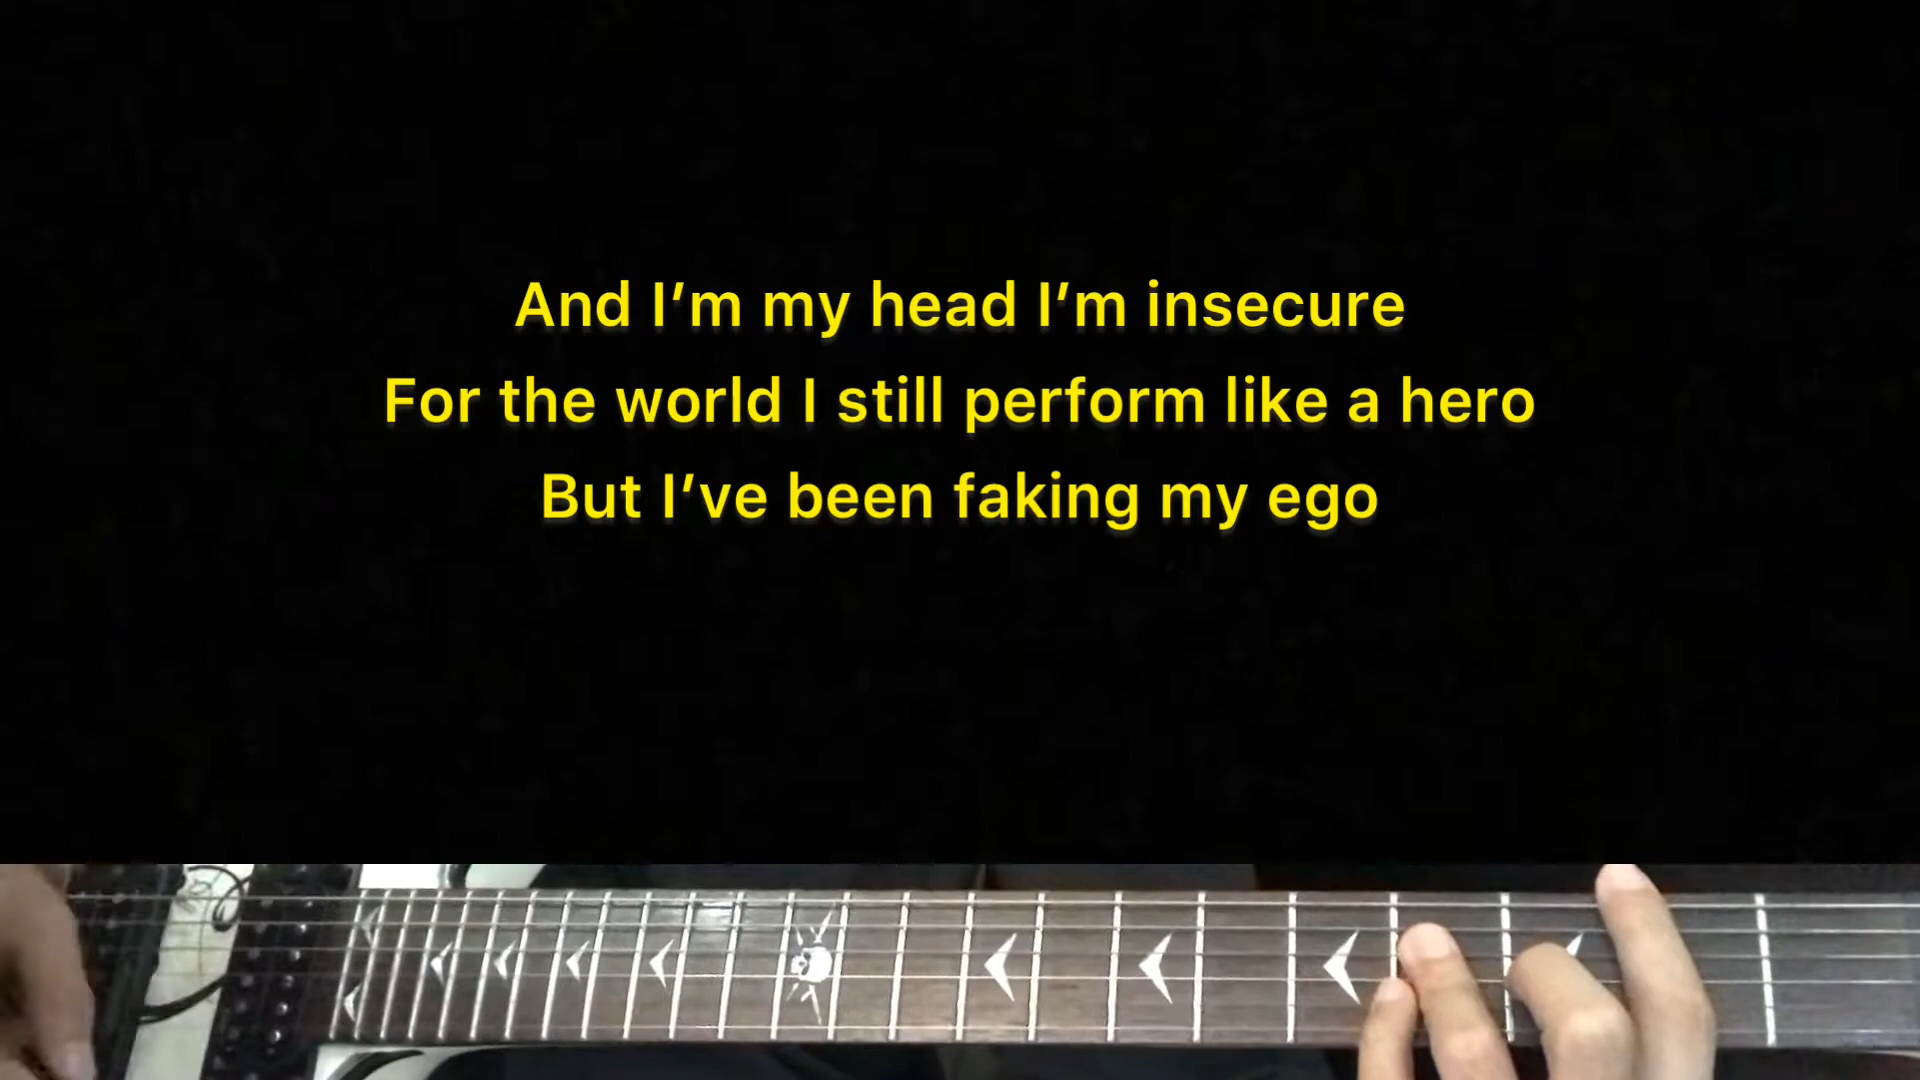 And I’m my head I’m insecure
For the world I still perform like a hero
But I’ve been faking my ego